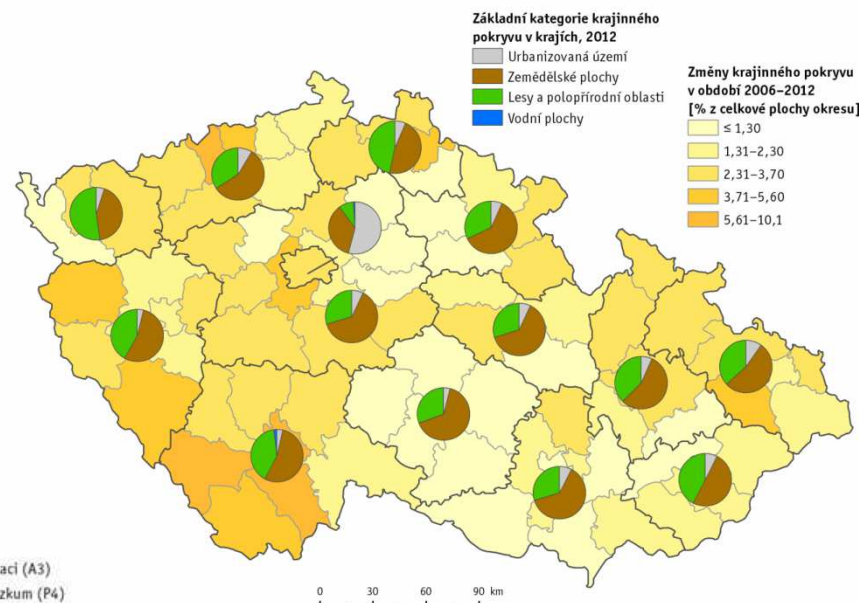 Základní kategorie krajinného
pokryvu v krajích, 2012
Urbanizovaná území
Zemědělské plochy
Lesy a polopřírodní oblasti
Vodní plochy
Změny krajinného pokryvu
v období 2006–2012
[% z celkové plochy okresu]
≤ 1,30
1,31–2,30
2,31–3,70
3,71–5,60
5,61–10,1
aci (A3)
zkum (P4)
0 30 60 90 km